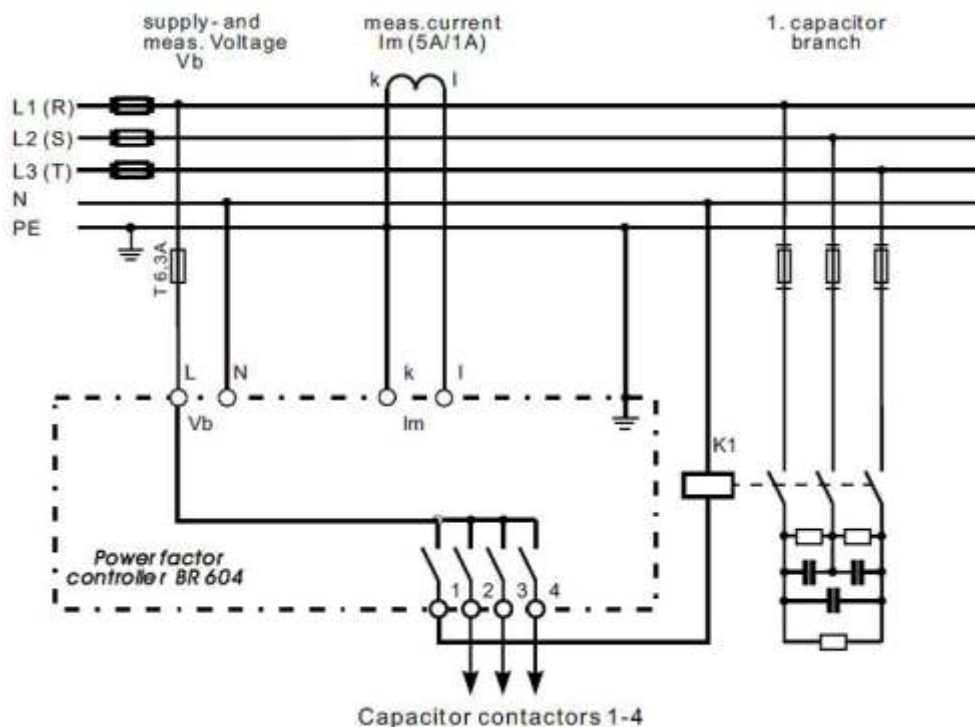 supply- and
meas. Voltage
Vb
meas.current
Im (5A/1A)
1. capacitor
branch
k
l
L1 (R)
L2 (S)
L3 (T)
N
PE
T 6,3A
L
N
k
l
Vb
Im
K1
Power factor
controller BR 604
1
2
3
4
Capacitor contactors 1-4